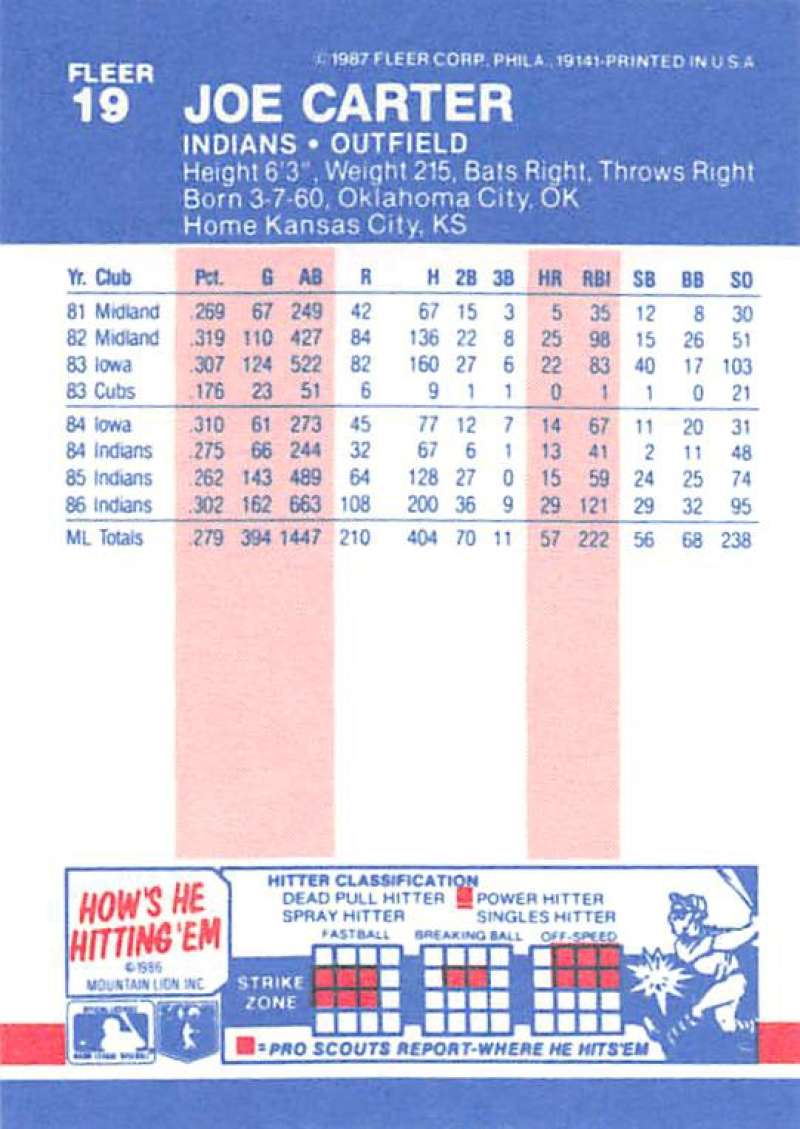 © 1987 FLEER CORP. PHILA., 19141-PRINTED IN U S A
FLEER
19
JOE CARTER
INDIANS • OUTFIELD
Height 6'3", Weight 215, Bats Right, Throws Right
Born 3-7-60, Oklahoma City, OK
Home Kansas City, KS
Yr. Club Pct. G AB R H 2B 3B HR RBI SB BB SO
81 Midland .269 67 249 42 67 15 3 5 35 12 8 30
82 Midland .319 110 427 84 136 22 8 25 98 15 26 51
83 Iowa .307 124 522 82 160 27 6 22 83 40 17 103
83 Cubs .176 23 51 6 9 1 1 0 1 1 0 21
84 Iowa .310 61 273 45 77 12 7 14 67 11 20 31
84 Indians .275 66 244 32 67 6 1 13 41 2 11 48
85 Indians .262 143 489 64 128 27 0 15 59 24 25 74
86 Indians .302 162 663 108 200 36 9 29 121 29 32 95
ML Totals .279 394 1447 210 404 70 11 57 222 56 68 238
HOW'S HE
HITTING 'EM
©1986
MOUNTAIN LION INC
HITTER CLASSIFICATION
DEAD PULL HITTER POWER HITTER
SPRAY HITTER SINGLES HITTER
FASTBALL BREAKING BALL OFF-SPEED
STRIKE
ZONE
=PRO SCOUTS REPORT-WHERE HE HITS'EM
MAJOR LEAGUE BASEBALL